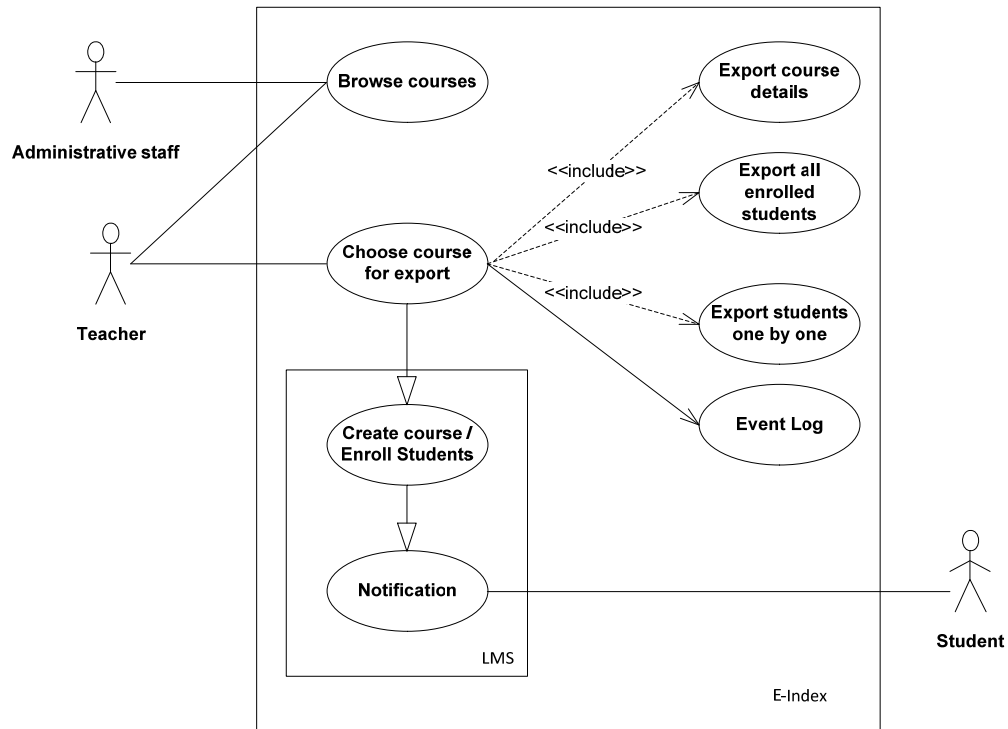 Browse courses
Export course
details
Administrative staff
<<include>>
Export all
enrolled
students
<<include>>
Choose course
for export
<<include>>
Teacher
Export students
one by one
Create course /
Enroll Students
Event Log
Notification
Student
LMS
E-Index